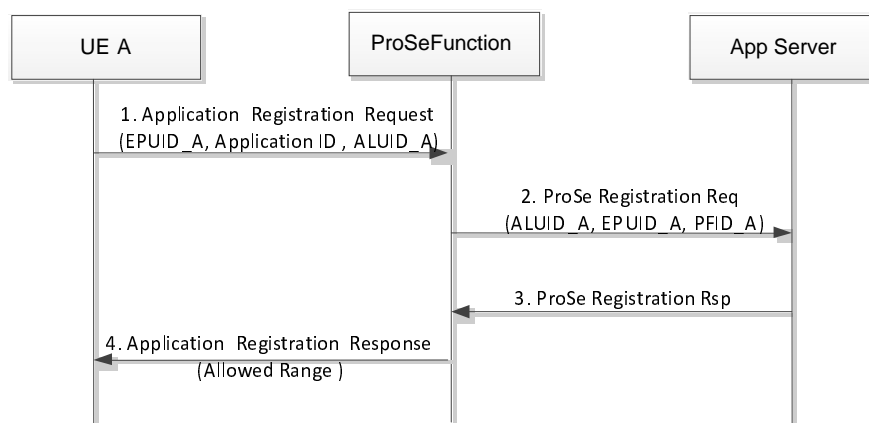 UE A
ProSeFunction
App Server
1. Application Registration Request
(EPUID_A, Application ID , ALUID_A)
2. ProSe Registration Req
(ALUID_A, EPUID_A, PFID_A)
3. ProSe Registration Rsp
4. Application Registration Response
(Allowed Range )